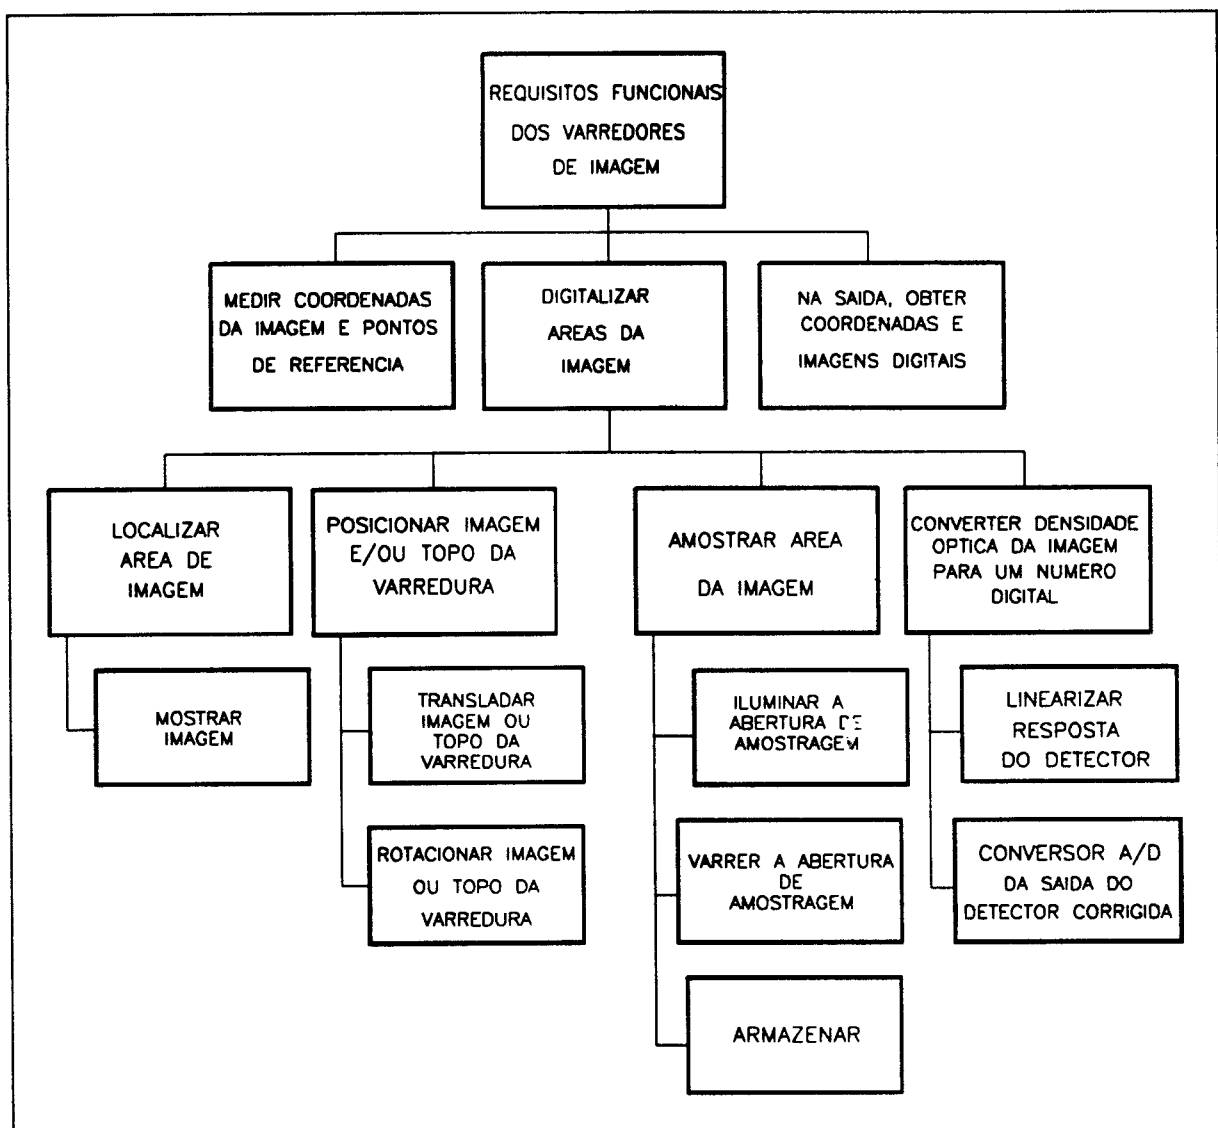 REQUISITOS FUNCIONAIS
DOS VARREDORES
DE IMAGEM
MEDIR COORDENADAS
DA IMAGEM E PONTOS
DE REFERENCIA
DIGITALIZAR
AREAS DA
IMAGEM
NA SAIDA, OBTER
COORDENADAS E
IMAGENS DIGITAIS
LOCALIZAR
AREA DE
IMAGEM
POSICIONAR IMAGEM
E/OU TOPO DA
VARREDURA
AMOSTRAR AREA
DA IMAGEM
CONVERTER DENSIDADE
OPTICA DA IMAGEM
PARA UM NUMERO
DIGITAL
MOSTRAR
IMAGEM
TRANSLADAR
IMAGEM OU
TOPO DA
VARREDURA
ROTACIONAR IMAGEM
OU TOPO DA
VARREDURA
ILUMINAR A
ABERTURA DE
AMOSTRAGEM
VARRER A ABERTURA
DE
AMOSTRAGEM
ARMAZENAR
LINEARIZAR
RESPOSTA
DO DETECTOR
CONVERSOR A/D
DA SAIDA DO
DETECTOR CORRIGIDA